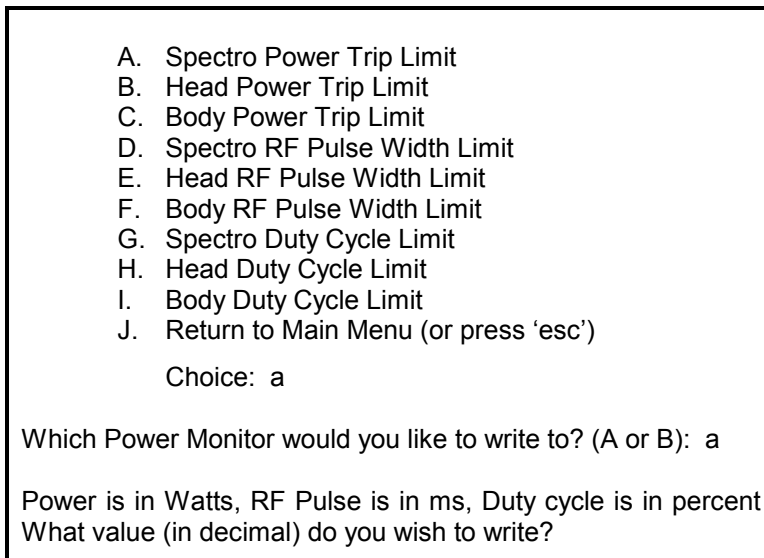 A. Spectro Power Trip Limit
B. Head Power Trip Limit
C. Body Power Trip Limit
D. Spectro RF Pulse Width Limit
E. Head RF Pulse Width Limit
F. Body RF Pulse Width Limit
G. Spectro Duty Cycle Limit
H. Head Duty Cycle Limit
I. Body Duty Cycle Limit
J. Return to Main Menu (or press ‘esc’)
Choice: a
Which Power Monitor would you like to write to? (A or B): a
Power is in Watts, RF Pulse is in ms, Duty cycle is in percent
What value (in decimal) do you wish to write?